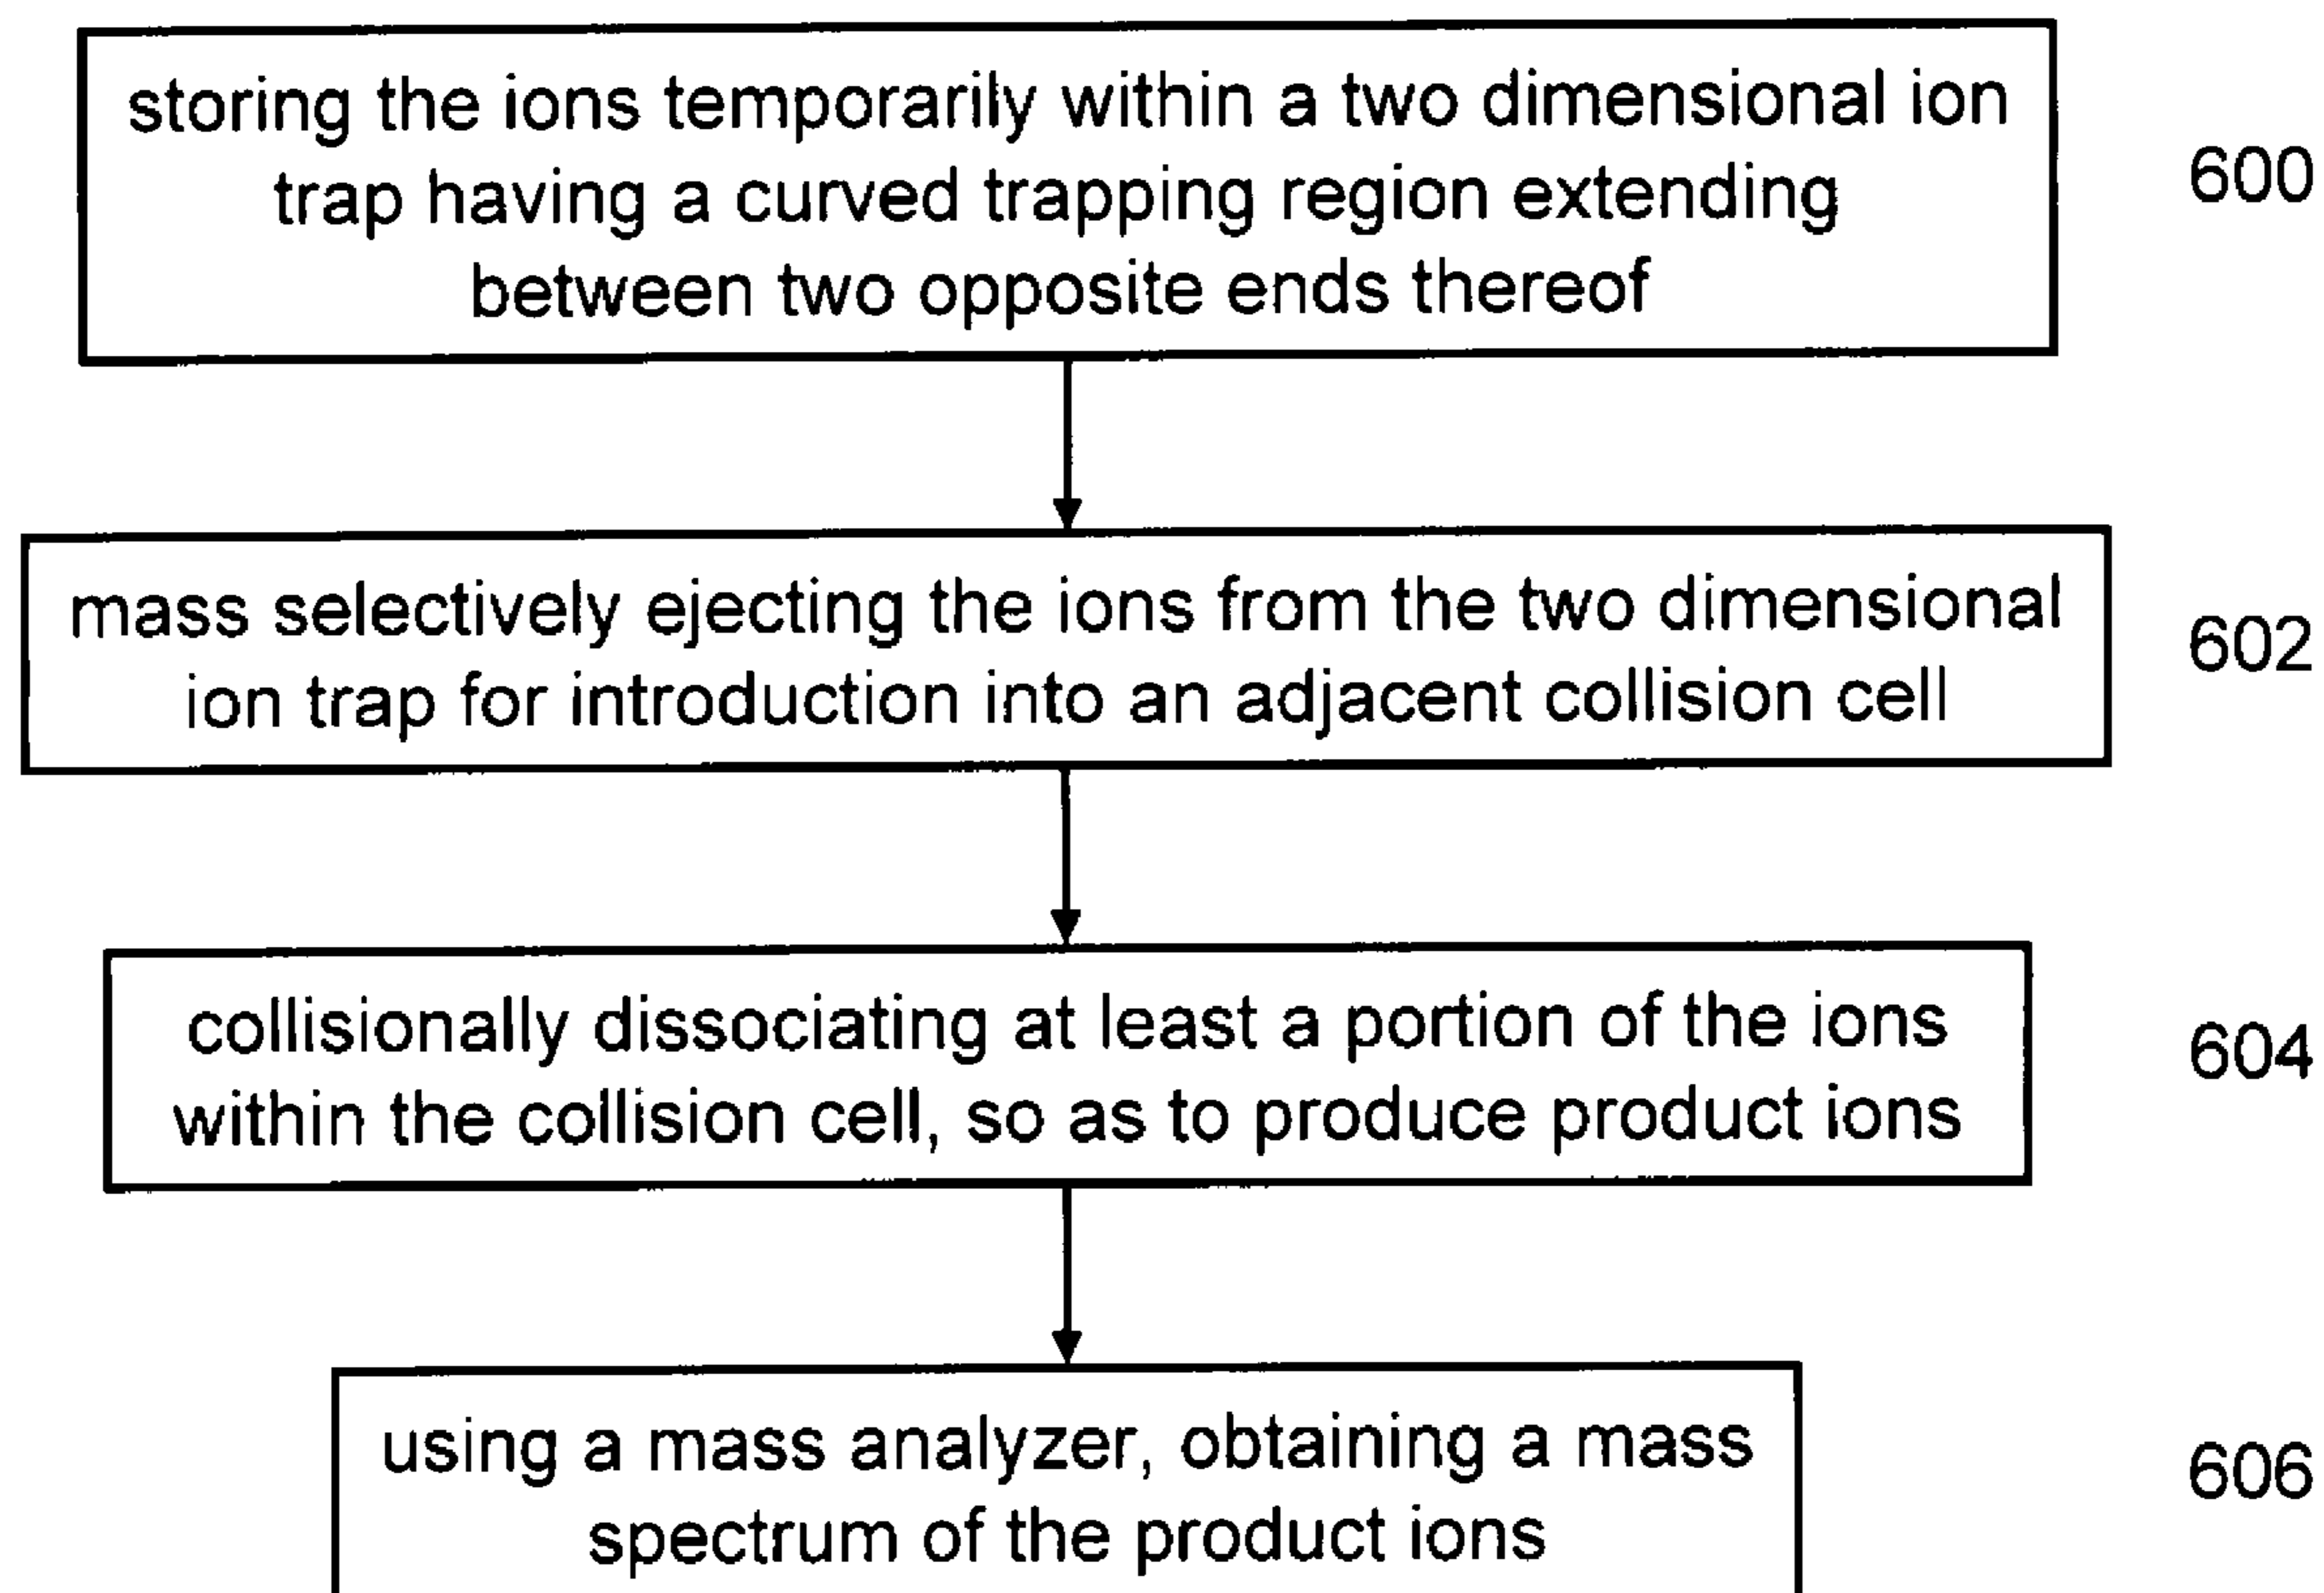 storing the ions temporarily within a two dimensional ion
trap having a curved trapping region extending
between two opposite ends thereof
600
mass selectively ejecting the ions from the two dimensional
ion trap for introduction into an adjacent collision cell
602
collisionally dissociating at least a portion of the ions
within the collision cell, so as to produce product ions
604
using a mass analyzer, obtaining a mass
spectrum of the product ions
606